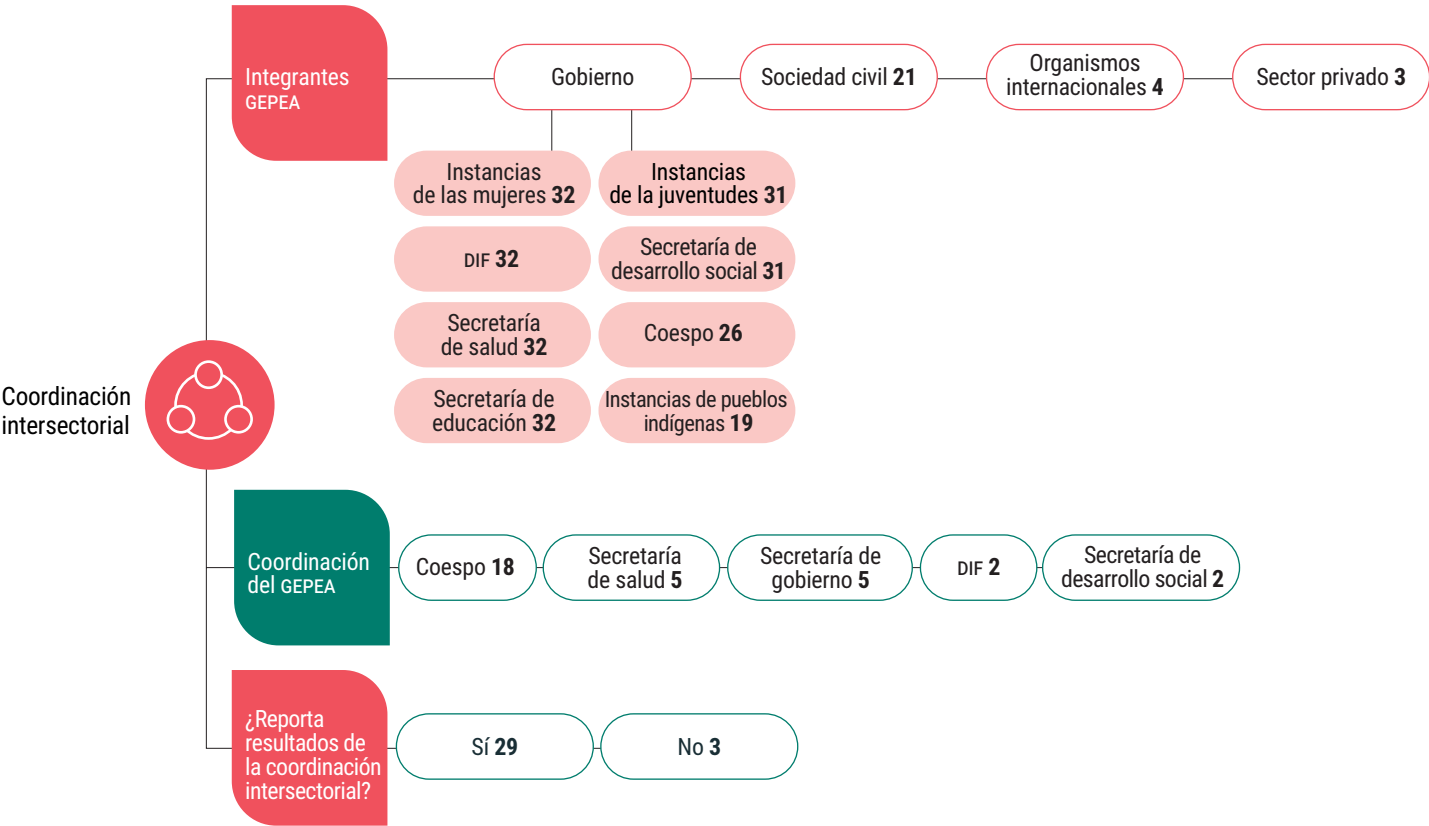 Integrantes
GEPEA
Gobierno
Sociedad civil 21
Organismos
internacionales 4
Sector privado 3
Instancias
de las mujeres 32
Instancias
de la juventudes 31
DIF 32
Secretaría de
desarrollo social 31
Secretaría
de salud 32
Coespo 26
Secretaría de
educación 32
Instancias de pueblos
indígenas 19
Coordinación
intersectorial
Coordinación
del GEPEA
Coespo 18
Secretaría
de salud 5
Secretaría de
gobierno 5
DIF 2
Secretaría de
desarrollo social 2
¿Reporta
resultados de
la coordinación
intersectorial?
Sí 29
No 3